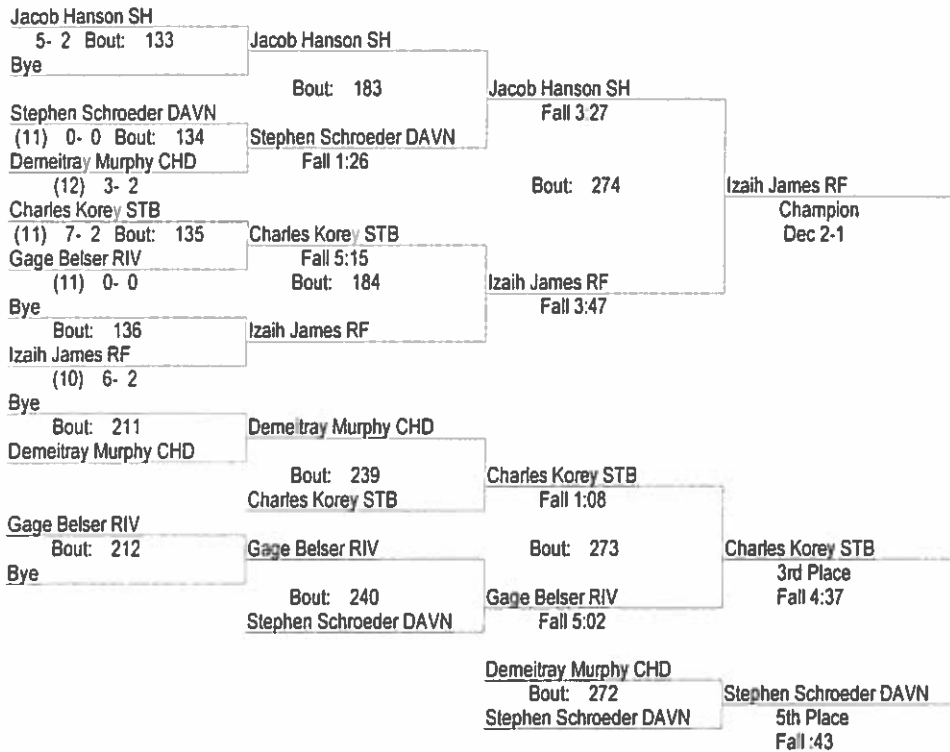 Jacob Hanson SH
5- 2 Bout: 133
Bye
Jacob Hanson SH
Bout: 183
Jacob Hanson SH
Fall 3:27
Stephen Schroeder DAVN
(11) 0- 0 Bout: 134
Demeitray Murphy CHD
(12) 3- 2
Stephen Schroeder DAVN
Fall 1:26
Bout: 274
Izaih James RF
Champion
Dec 2-1
Charles Korey STB
(11) 7- 2 Bout: 135
Gage Belser RIV
(11) 0- 0
Charles Korey STB
Fall 5:15
Bout: 184
Izaih James RF
Fall 3:47
Bye
Bout: 136
Izaih James RF
(10) 6- 2
Izaih James RF
Bye
Bout: 211
Demeitray Murphy CHD
Demeitray Murphy CHD
Bout: 239
Charles Korey STB
Charles Korey STB
Fall 1:08
Gage Belser RIV
Bout: 212
Bye
Gage Belser RIV
Bout: 240
Stephen Schroeder DAVN
Bout: 273
Gage Belser RIV
Fall 5:02
Charles Korey STB
3rd Place
Fall 4:37
Demeitray Murphy CHD
Bout: 272
Stephen Schroeder DAVN
Stephen Schroeder DAVN
5th Place
Fall :43